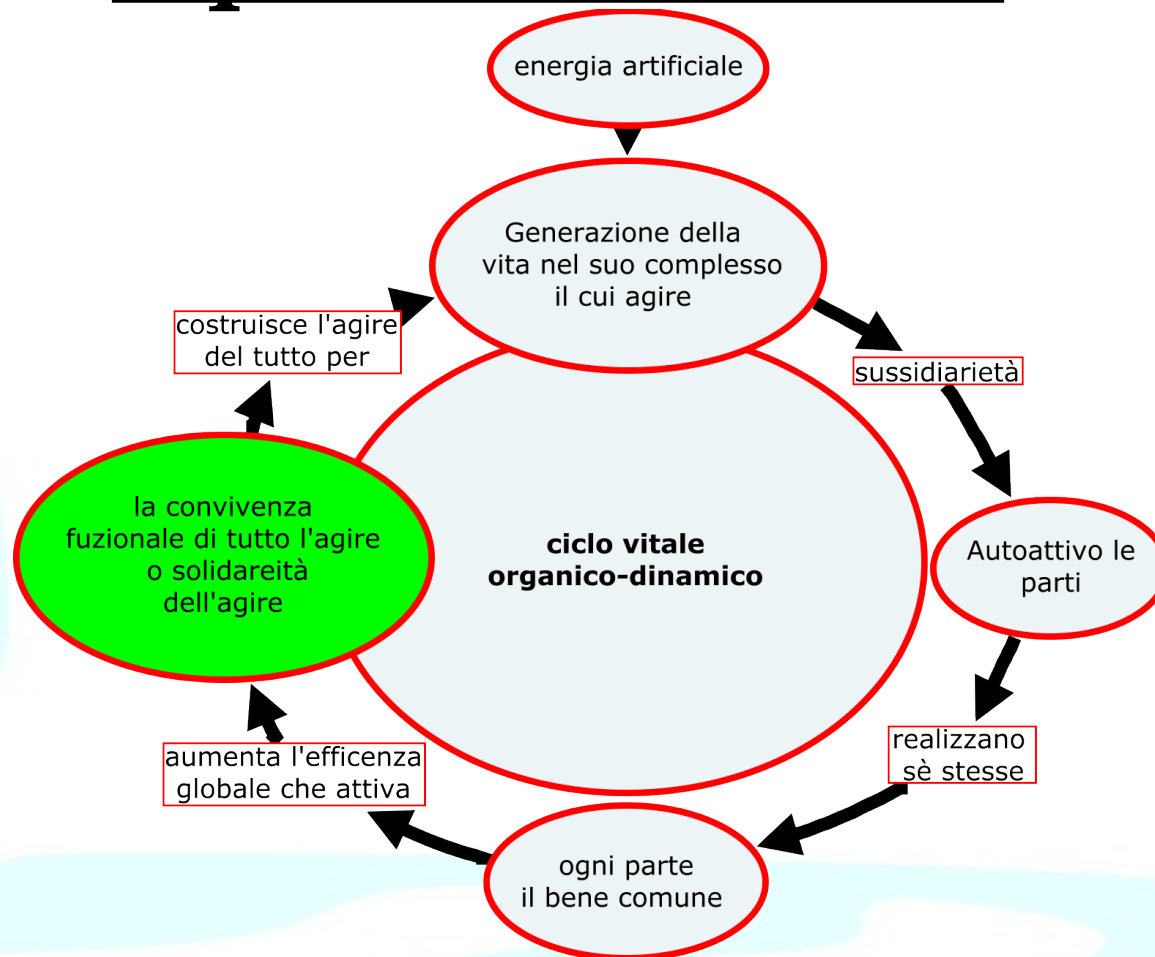 energia artificiale
Generazione della
vita nel suo complesso
il cui agire
costruisce l'agire
del tutto per
sussidiarietà
la convivenza
fuzionale di tutto l'agire
o solidareità
dell'agire
ciclo vitale
organico-dinamico
Autoattivo le
parti
realizzano
sè stesse
aumenta l'efficenza
globale che attiva
ogni parte
il bene comune